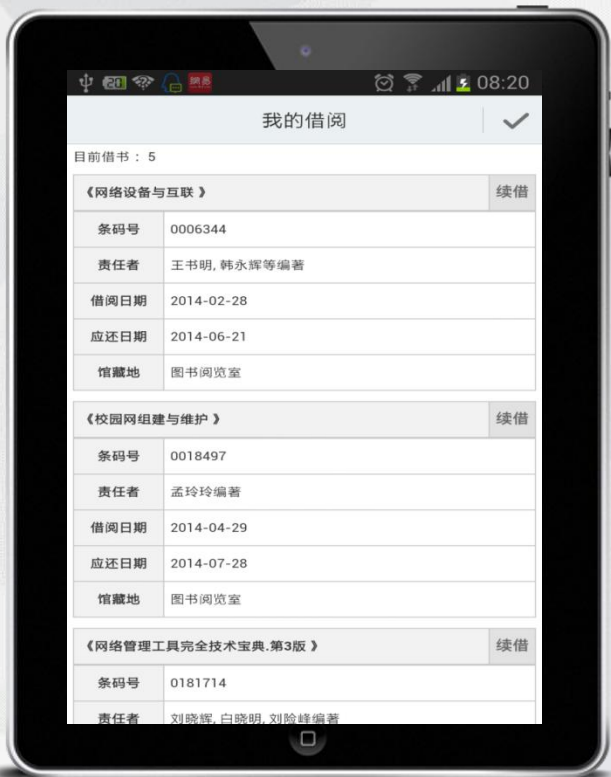 20
网易
08:20
我的借阅
目前借书： 5
《网络设备与互联 》 续借
条码号 0006344
责任者 王书明, 韩永辉等编著
借阅日期 2014-02-28
应还日期 2014-06-21
馆藏地 图书阅览室
《校园网组建与维护 》 续借
条码号 0018497
责任者 孟玲玲编著
借阅日期 2014-04-29
应还日期 2014-07-28
馆藏地 图书阅览室
《网络管理工具完全技术宝典.第3版 》 续借
条码号 0181714
责任者 刘晓辉, 白晓明, 刘险峰编著